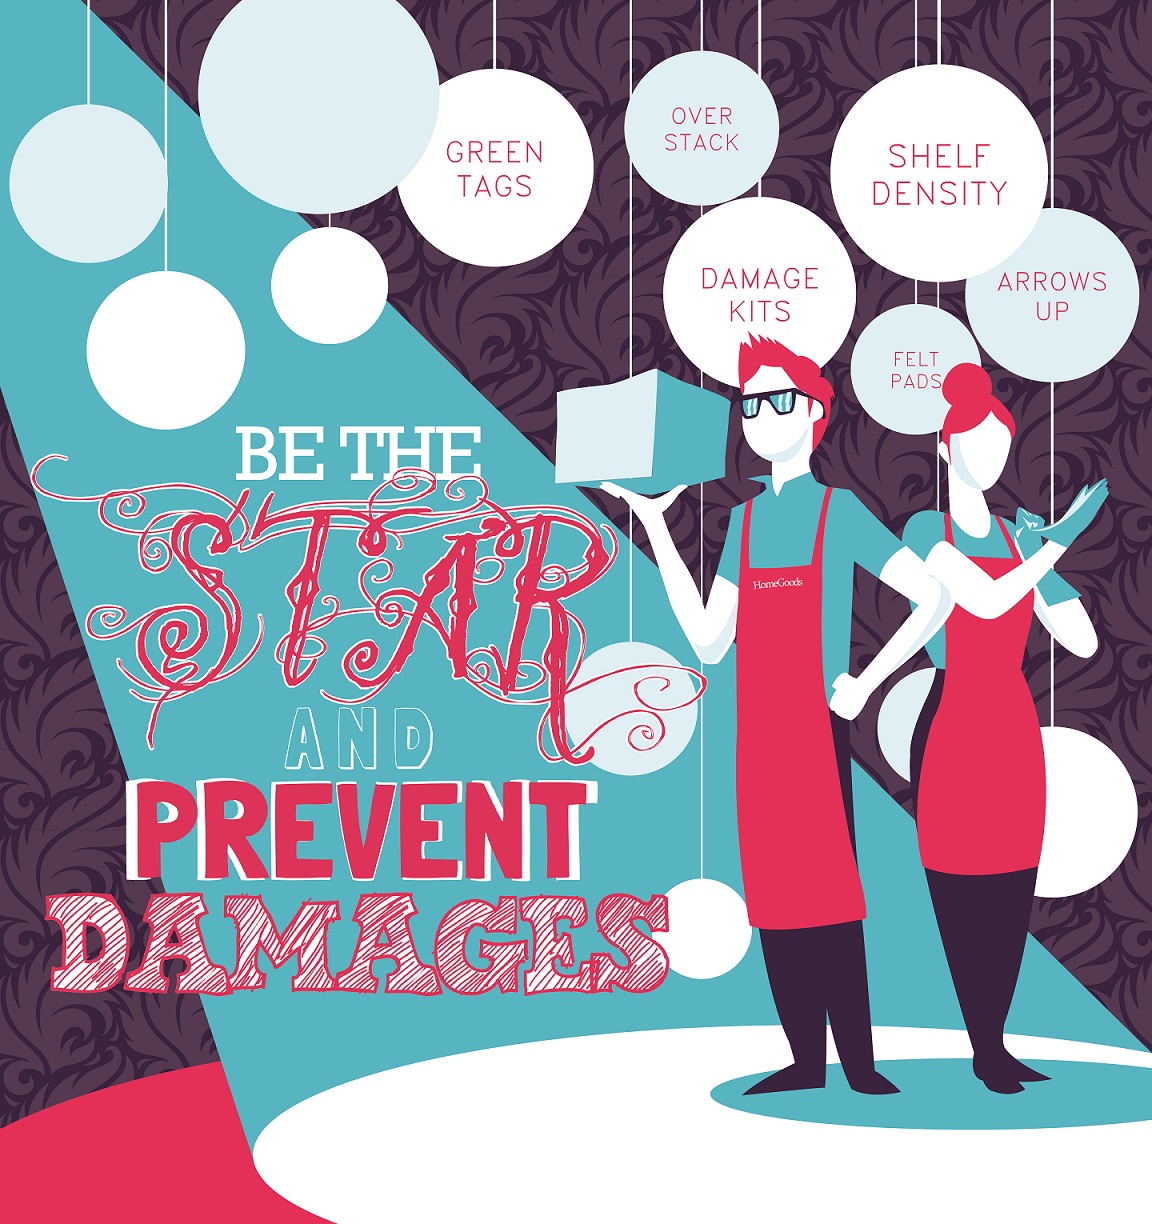 GREEN
TAGS
OVER
STACK
SHELF
DENSITY
DAMAGE
KITS
ARROWS
UP
FELT
PADS
BE THE
STAR
AND
PREVENT
DAMAGES
HomeGoods